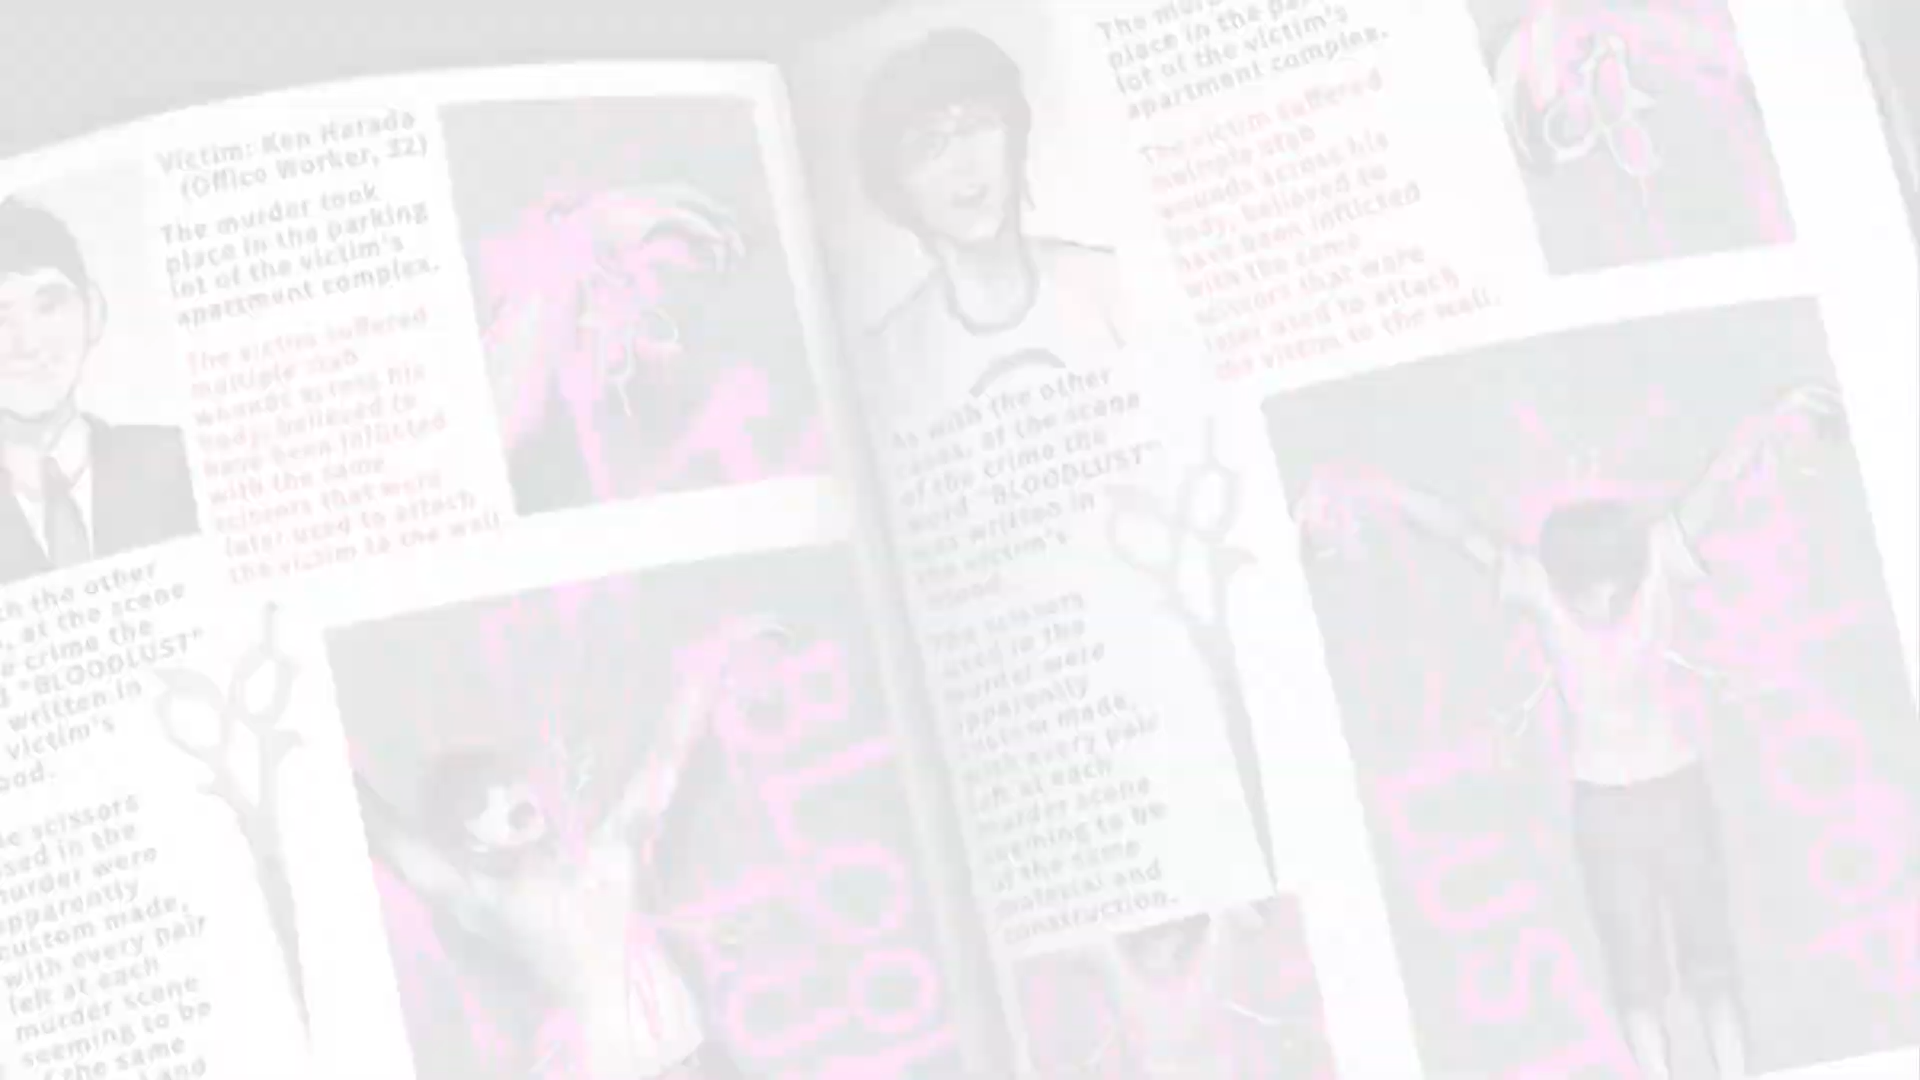 Victim: Ken Harada
(Office Worker, 32)
The murder took
place in the parking
lot of the victim's
apartment complex.
The victim suffered
multiple stab
wounds across his
body, believed to
have been inflicted
with the same
scissors that were
later used to attach
the victim to the wall.
the other
at the scene
crime the
"BLOODLUST"
written in
victim's
scissors
in the
murder were
apparently
custom made,
with every pair
left at each
murder scene
seeming to be
the same
and
BLOOD
The
place in the
lot of the victim's
apartment complex.
The victim suffered
multiple stab
wounds across his
body, believed to
have been inflicted
with the same
scissors that were
later used to attach
the victim to the wall.
As with the other
cases, at the scene
of the crime the
word "BLOODLUST"
was written in
the victim's
blood.
The scissors
used in the
murder were
custom made,
with every pair
left at each
murder scene
seeming to be
of the same
material and
construction.
LUST